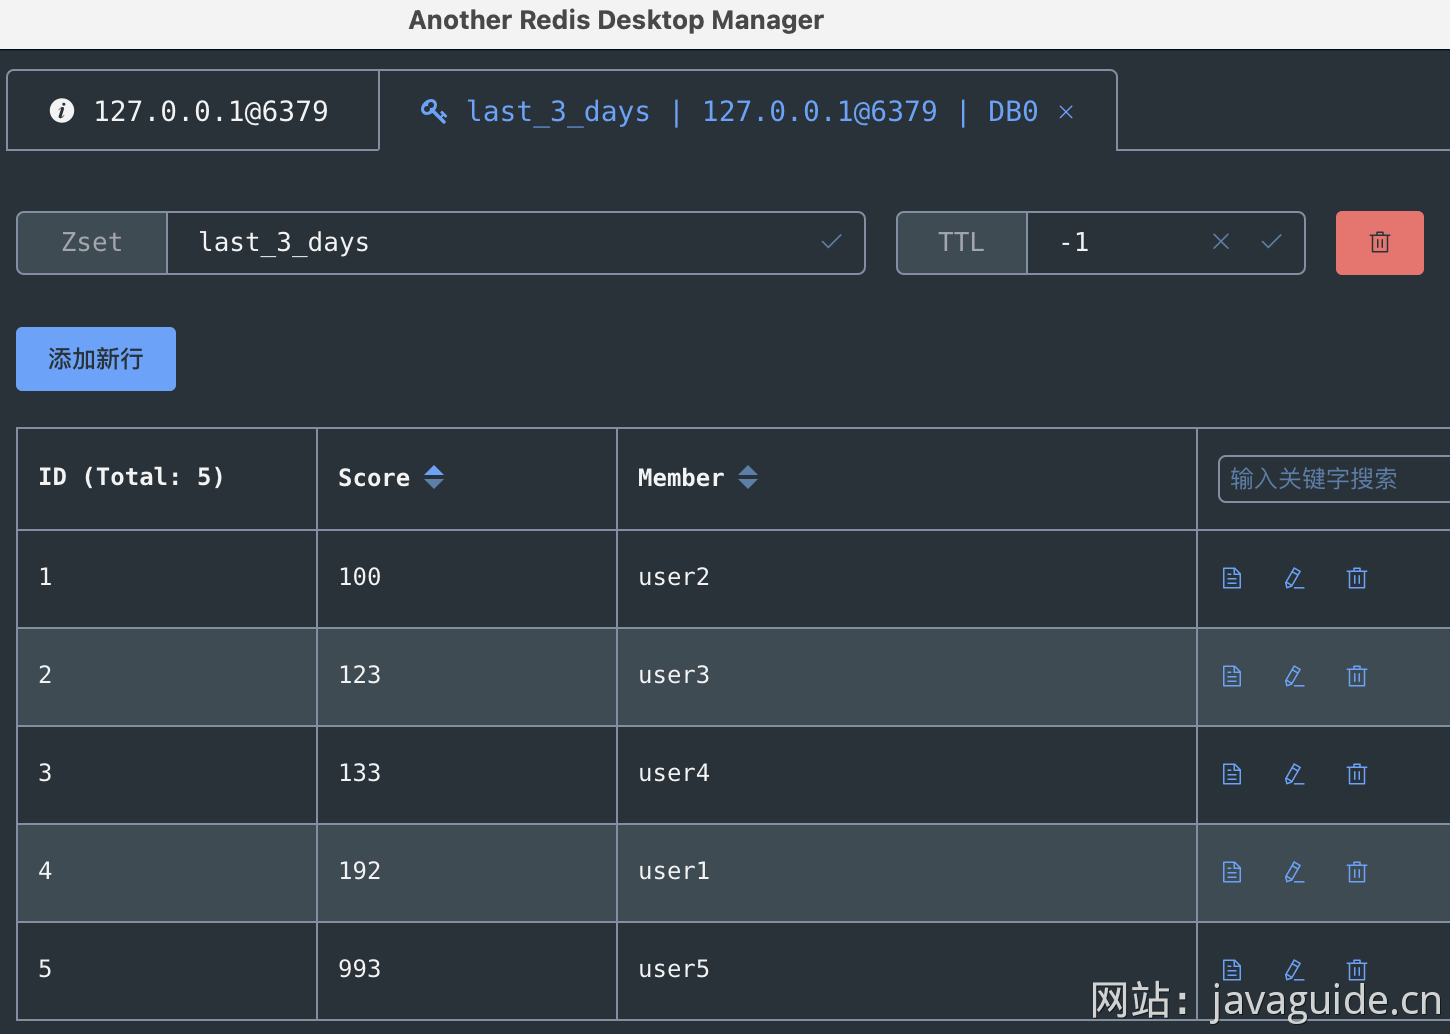 Another Redis Desktop Manager
127.0.0.1@6379
last_3_days | 127.0.0.1@6379 | DB0 ×
Zset last_3_days TTL -1
添加新行
ID (Total: 5) Score Member 输入关键字搜索
1 100 user2
2 123 user3
3 133 user4
4 192 user1
5 993 user5
网站：javaguide.cn